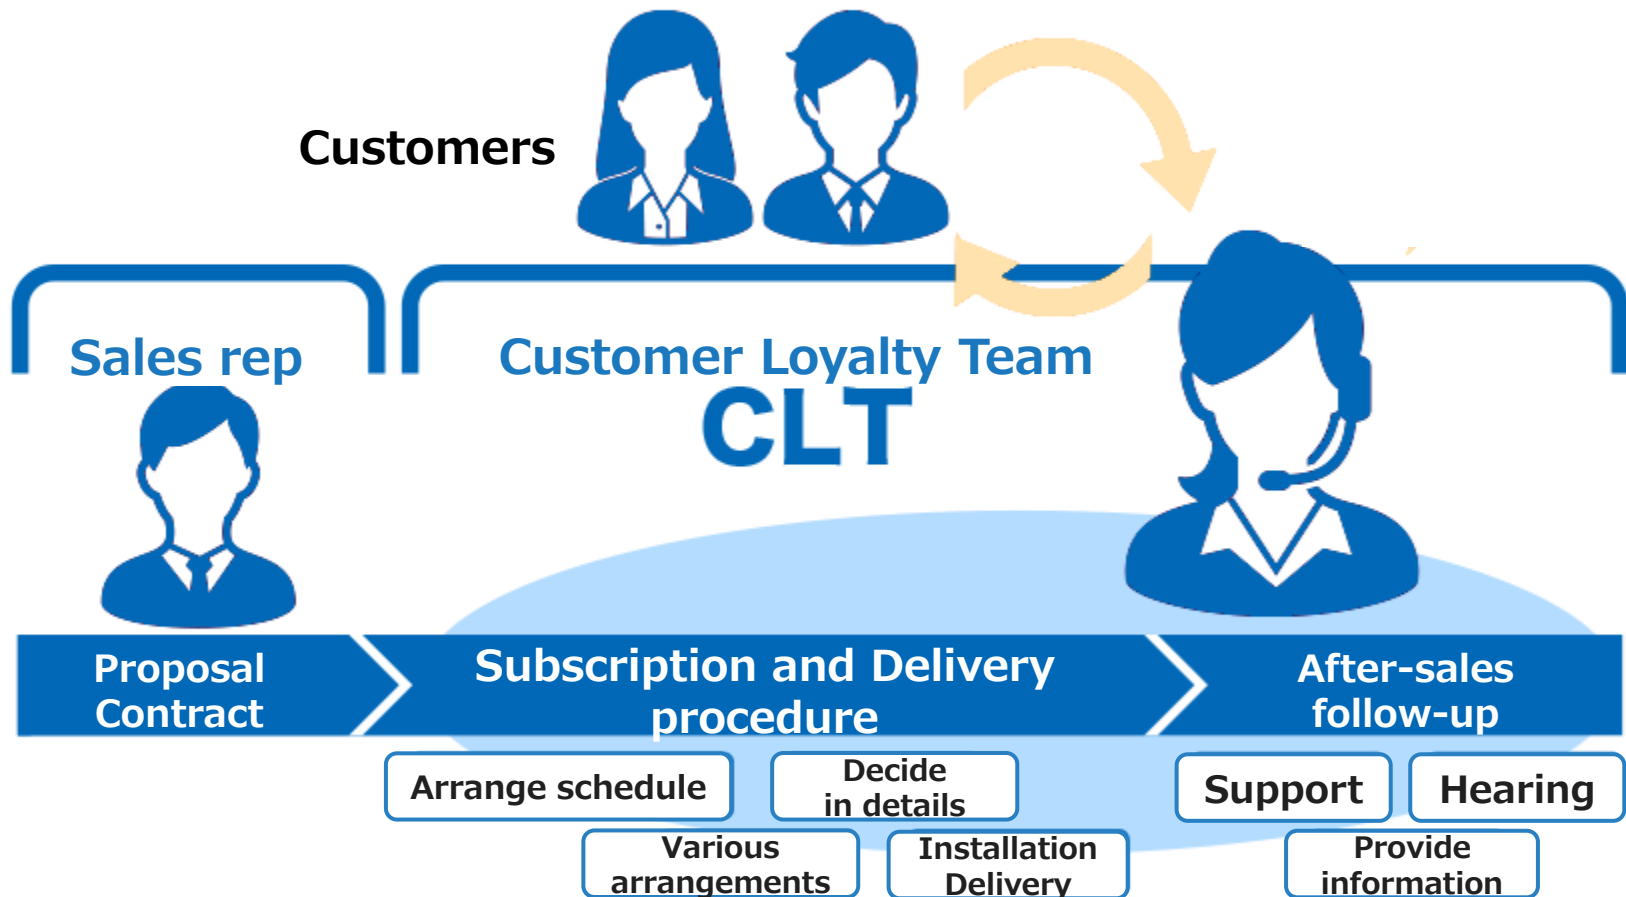 Customers
Sales rep
Customer Loyalty Team
CLT
Proposal
Contract
Subscription and Delivery
procedure
After-sales
follow-up
Arrange schedule
Decide
in details
Various
arrangements
Installation
Delivery
Support
Hearing
Provide
information